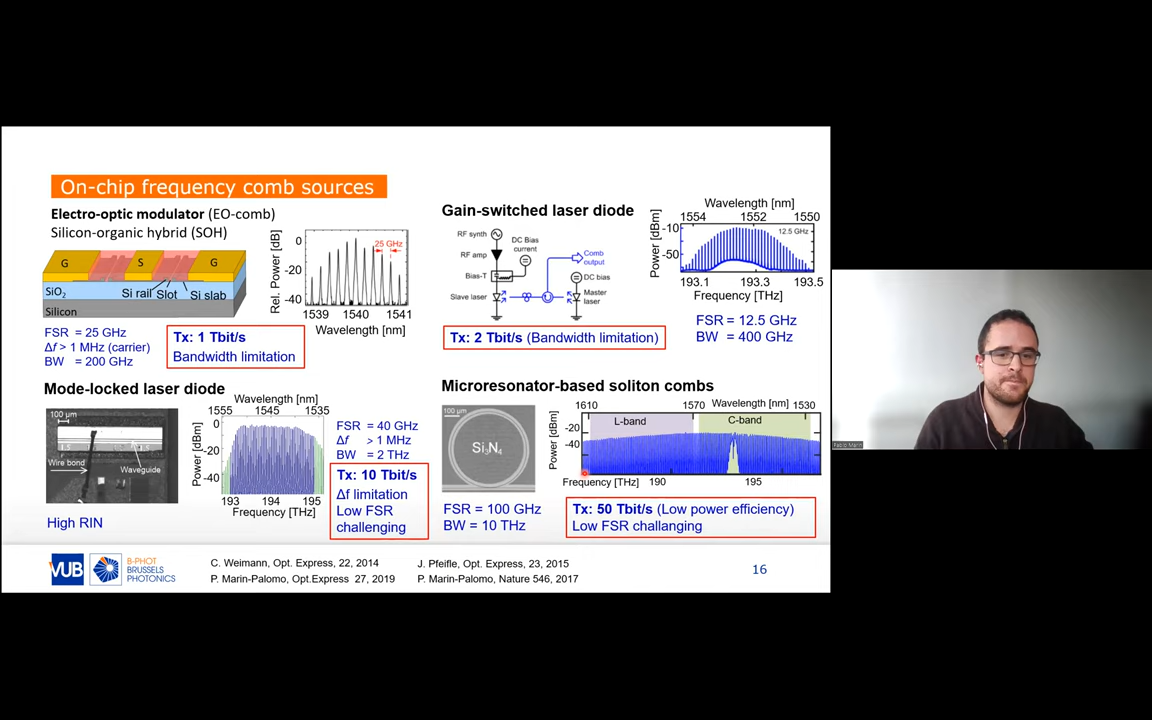 On-chip frequency comb sources
Electro-optic modulator (EO-comb)
Silicon-organic hybrid (SOH)
G
S
G
SiO2
Si rail
Slot
Si slab
Silicon
Rel. Power [dB]
0
-20
-40
25 GHz
1539
1540
1541
Wavelength [nm]
FSR = 25 GHz
Δf > 1 MHz (carrier)
BW = 200 GHz
Tx: 1 Tbit/s
Bandwidth limitation
Gain-switched laser diode
RF synth
RF amp
Bias-T
Slave laser
DC Bias
current
Comb
output
DC bias
Master
laser
Wavelength [nm]
1554
1552
1550
Power [dBm]
-10
-50
12.5 GHz
193.1
193.3
193.5
Frequency [THz]
FSR = 12.5 GHz
BW = 400 GHz
Tx: 2 Tbit/s (Bandwidth limitation)
Mode-locked laser diode
100 µm
Wire bond
Waveguide
High RIN
Wavelength [nm]
1555
1545
1535
Power [dBm]
0
-20
-40
193
194
195
Frequency [THz]
FSR = 40 GHz
Δf > 1 MHz
BW = 2 THz
Tx: 10 Tbit/s
Δf limitation
Low FSR
challenging
Microresonator-based soliton combs
100 µm
Si3N4
FSR = 100 GHz
BW = 10 THz
1610
1570
Wavelength [nm]
1530
Power [dBm]
-20
-40
L-band
C-band
Frequency [THz]
190
195
Tx: 50 Tbit/s (Low power efficiency)
Low FSR challanging
VUB
B-PHOT
BRUSSELS
PHOTONICS
C. Weimann, Opt. Express, 22, 2014
P. Marin-Palomo, Opt.Express 27, 2019
J. Pfeifle, Opt. Express, 23, 2015
P. Marin-Palomo, Nature 546, 2017
16
Pablo Marin